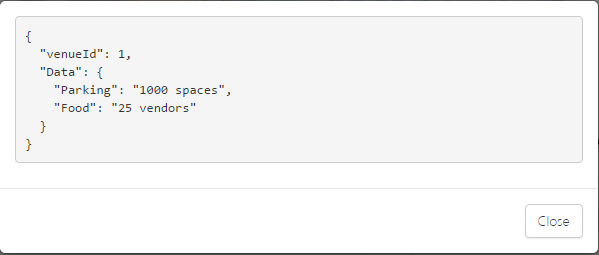 {
  "venueId": 1,
  "Data": {
    "Parking": "1000 spaces",
    "Food": "25 vendors"
  }
}
Close